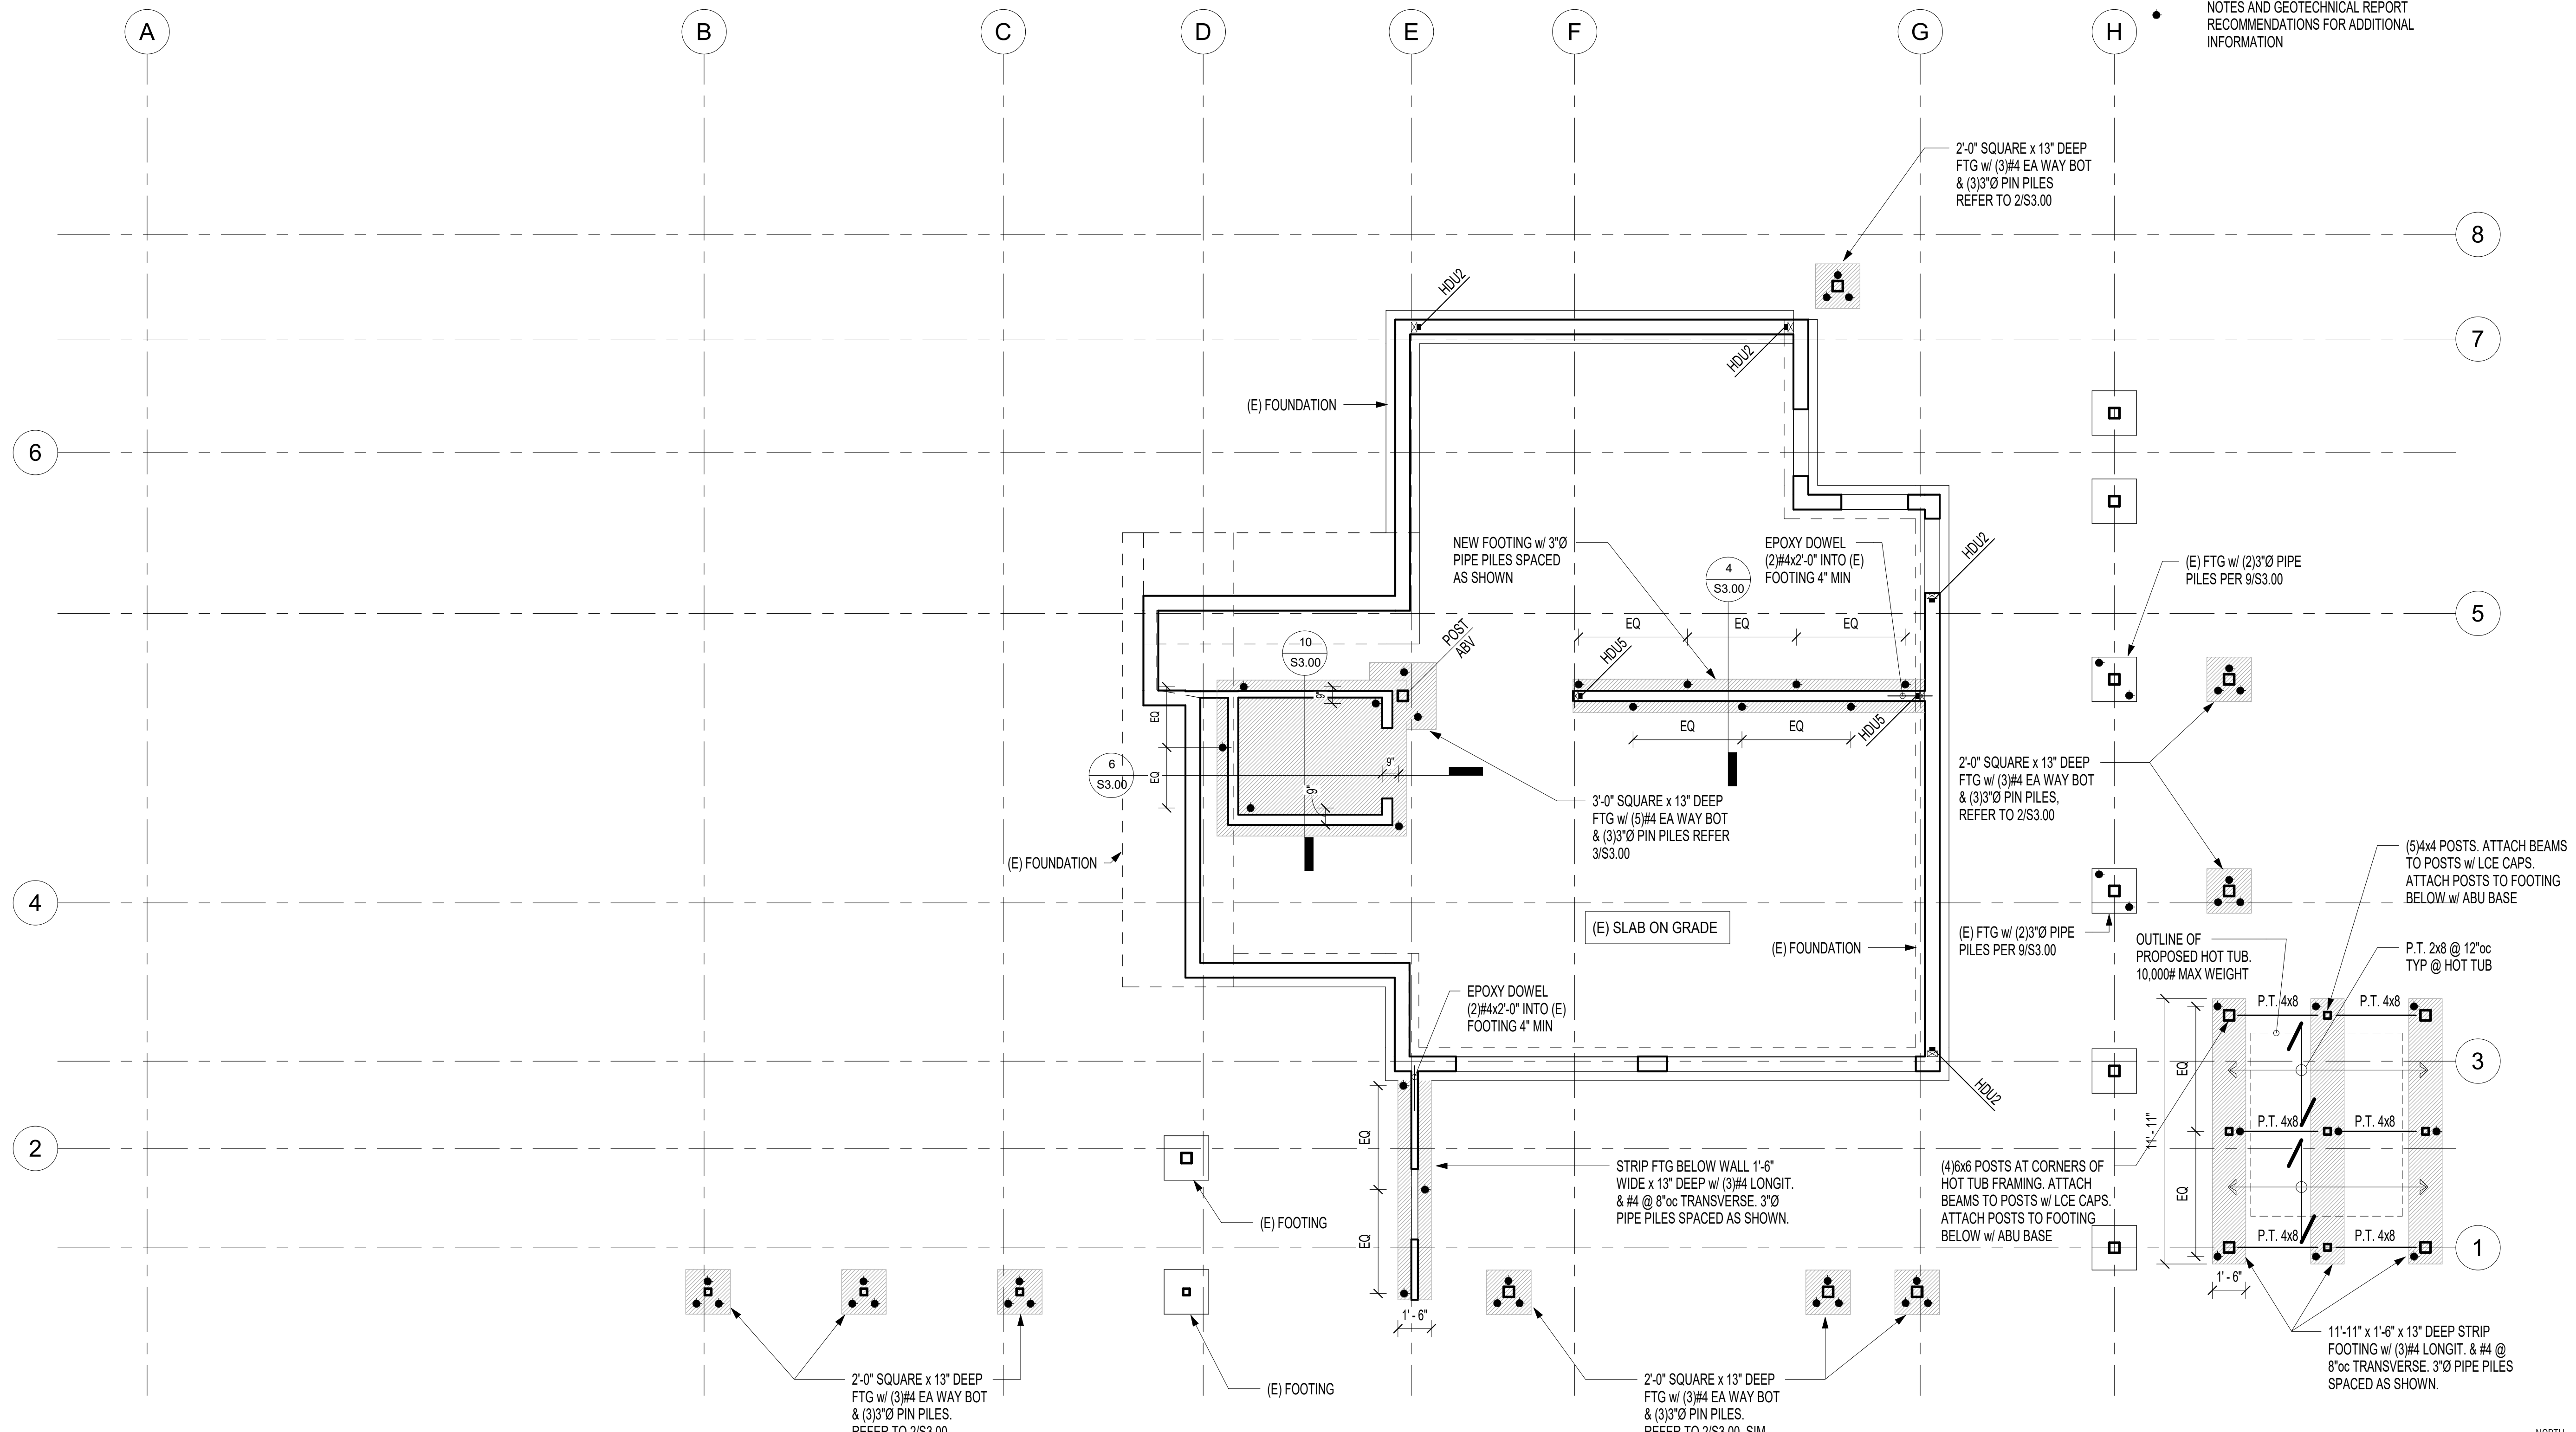 A
B
C
D
E
F
G
H
NOTES AND GEOTECHNICAL REPORT
RECOMMENDATIONS FOR ADDITIONAL
INFORMATION
2'-0" SQUARE x 13" DEEP
FTG w/ (3)#4 EA WAY BOT
& (3)3"Ø PIN PILES
REFER TO 2/S3.00
8
HDU2
7
HDU2
(E) FOUNDATION
6
NEW FOOTING w/ 3"Ø
PIPE PILES SPACED
AS SHOWN
EPOXY DOWEL
(2)#4x2'-0" INTO (E)
FOOTING 4" MIN
4
S3.00
HDU2
(E) FTG w/ (2)3"Ø PIPE
PILES PER 9/S3.00
5
EQ
EQ
EQ
POST
ABV
10
S3.00
HDU5
9"
EQ
EQ
EQ
HDU5
6
S3.00
EQ
9"
9"
2'-0" SQUARE x 13" DEEP
FTG w/ (3)#4 EA WAY BOT
& (3)3"Ø PIN PILES,
REFER TO 2/S3.00
3'-0" SQUARE x 13" DEEP
FTG w/ (5)#4 EA WAY BOT
& (3)3"Ø PIN PILES REFER
3/S3.00
(E) FOUNDATION
(5)4x4 POSTS. ATTACH BEAMS
TO POSTS w/ LCE CAPS.
ATTACH POSTS TO FOOTING
BELOW w/ ABU BASE
4
(E) SLAB ON GRADE
(E) FOUNDATION
(E) FTG w/ (2)3"Ø PIPE
PILES PER 9/S3.00
OUTLINE OF
PROPOSED HOT TUB.
10,000# MAX WEIGHT
P.T. 2x8 @ 12"oc
TYP @ HOT TUB
EPOXY DOWEL
(2)#4x2'-0" INTO (E)
FOOTING 4" MIN
P.T. 4x8
P.T. 4x8
3
EQ
HDU2
11' - 11"
P.T. 4x8
P.T. 4x8
2
EQ
STRIP FTG BELOW WALL 1'-6"
WIDE x 13" DEEP w/ (3)#4 LONGIT.
& #4 @ 8"oc TRANSVERSE. 3"Ø
PIPE PILES SPACED AS SHOWN.
(4)6x6 POSTS AT CORNERS OF
HOT TUB FRAMING. ATTACH
BEAMS TO POSTS w/ LCE CAPS.
ATTACH POSTS TO FOOTING
BELOW w/ ABU BASE
EQ
(E) FOOTING
EQ
P.T. 4x8
P.T. 4x8
1
1' - 6"
1' - 6"
11'-11" x 1'-6" x 13" DEEP STRIP
FOOTING w/ (3)#4 LONGIT. & #4 @
8"oc TRANSVERSE. 3"Ø PIPE PILES
SPACED AS SHOWN.
2'-0" SQUARE x 13" DEEP
FTG w/ (3)#4 EA WAY BOT
& (3)3"Ø PIN PILES.
REFER TO 2/S3.00
(E) FOOTING
2'-0" SQUARE x 13" DEEP
FTG w/ (3)#4 EA WAY BOT
& (3)3"Ø PIN PILES.
REFER TO 2/S3.00, SIM
NORTH